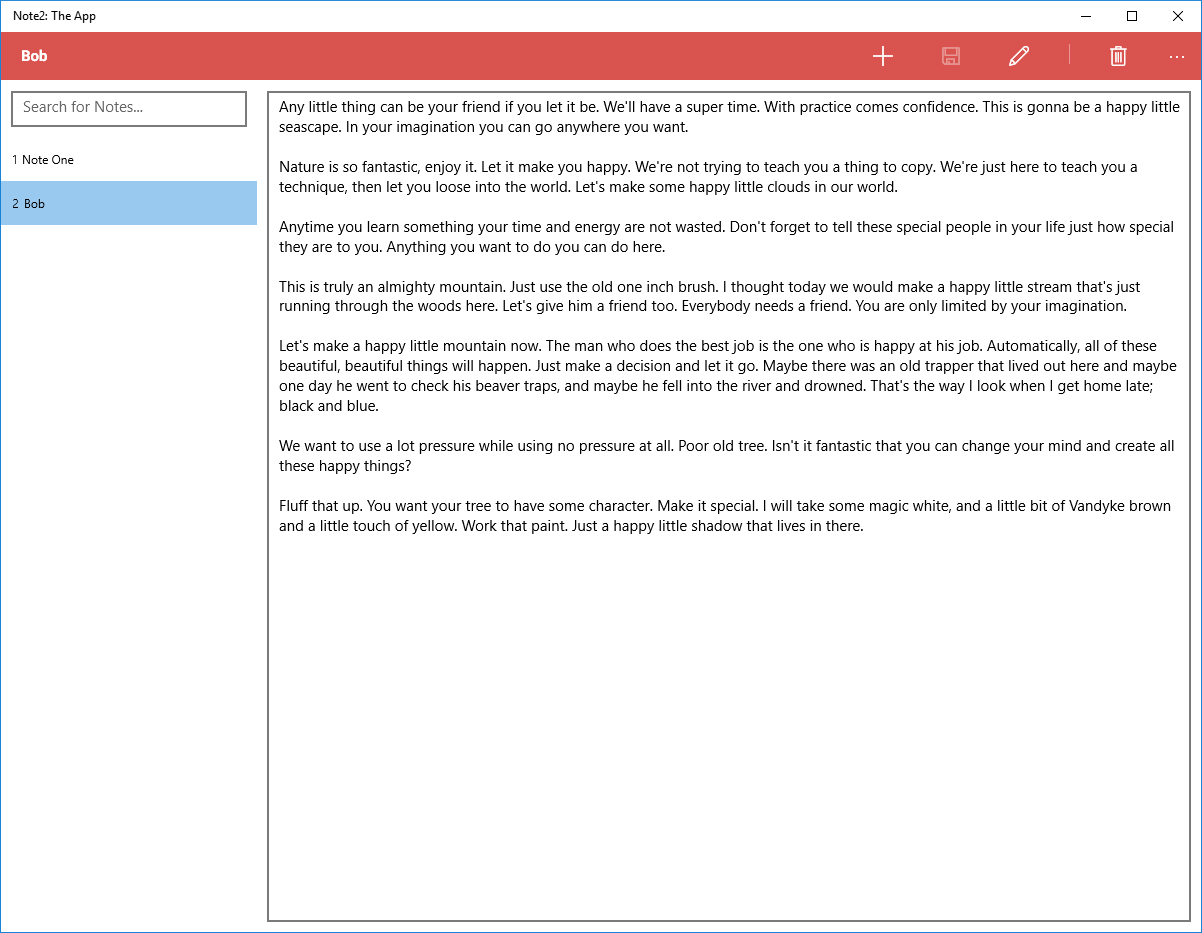 Note2: The App
Bob
Search for Notes...
1 Note One
2 Bob
Any little thing can be your friend if you let it be. We'll have a super time. With practice comes confidence. This is gonna be a happy little
seascape. In your imagination you can go anywhere you want.
Nature is so fantastic, enjoy it. Let it make you happy. We're not trying to teach you a thing to copy. We're just here to teach you a
technique, then let you loose into the world. Let's make some happy little clouds in our world.
Anytime you learn something your time and energy are not wasted. Don't forget to tell these special people in your life just how special
they are to you. Anything you want to do you can do here.
This is truly an almighty mountain. Just use the old one inch brush. I thought today we would make a happy little stream that's just
running through the woods here. Let's give him a friend too. Everybody needs a friend. You are only limited by your imagination.
Let's make a happy little mountain now. The man who does the best job is the one who is happy at his job. Automatically, all of these
beautiful, beautiful things will happen. Just make a decision and let it go. Maybe there was an old trapper that lived out here and maybe
one day he went to check his beaver traps, and maybe he fell into the river and drowned. That's the way I look when I get home late;
black and blue.
We want to use a lot pressure while using no pressure at all. Poor old tree. Isn't it fantastic that you can change your mind and create all
these happy things?
Fluff that up. You want your tree to have some character. Make it special. I will take some magic white, and a little bit of Vandyke brown
and a little touch of yellow. Work that paint. Just a happy little shadow that lives in there.